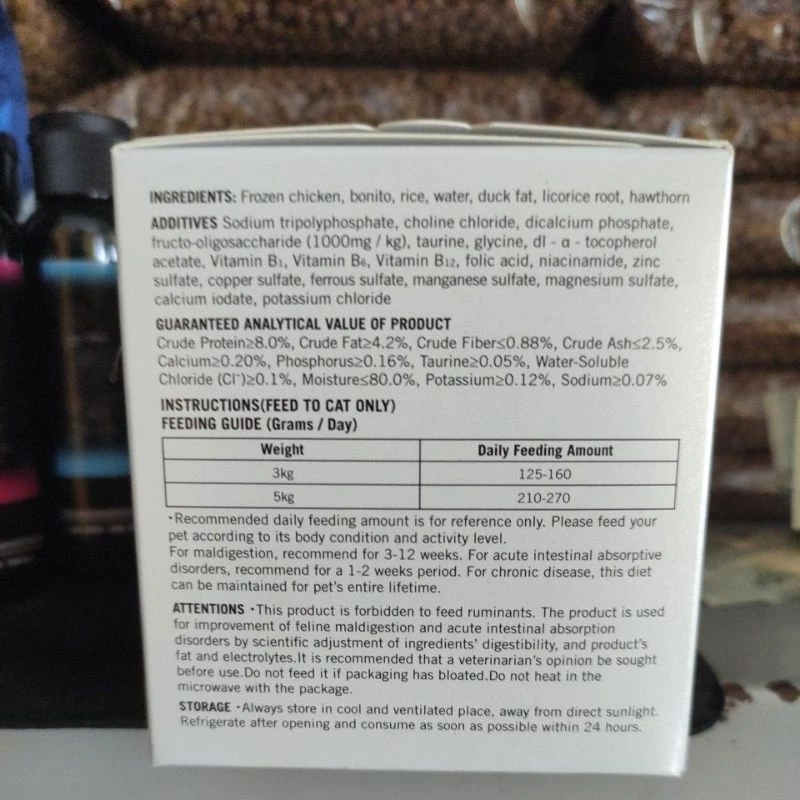 INGREDIENTS: Frozen chicken, bonito, rice, water, duck fat, licorice root, hawthorn
ADDITIVES Sodium tripolyphosphate, choline chloride, dicalcium phosphate,
fructo-oligosaccharide (1000mg / kg), taurine, glycine, dl - α - tocopherol
acetate, Vitamin B₁, Vitamin B₆, Vitamin B₁₂, folic acid, niacinamide, zinc
sulfate, copper sulfate, ferrous sulfate, manganese sulfate, magnesium sulfate,
calcium iodate, potassium chloride
GUARANTEED ANALYTICAL VALUE OF PRODUCT
Crude Protein≥8.0%, Crude Fat≥4.2%, Crude Fiber≤0.88%, Crude Ash≤2.5%,
Calcium≥0.20%, Phosphorus≥0.16%, Taurine≥0.05%, Water-Soluble
Chloride (Cl⁻)≥0.1%, Moisture≤80.0%, Potassium≥0.12%, Sodium≥0.07%
INSTRUCTIONS(FEED TO CAT ONLY)
FEEDING GUIDE (Grams / Day)
Weight Daily Feeding Amount
3kg 125-160
5kg 210-270
·Recommended daily feeding amount is for reference only. Please feed your
pet according to its body condition and activity level.
For maldigestion, recommend for 3-12 weeks. For acute intestinal absorptive
disorders, recommend for a 1-2 weeks period. For chronic disease, this diet
can be maintained for pet's entire lifetime.
ATTENTIONS ·This product is forbidden to feed ruminants. The product is used
for improvement of feline maldigestion and acute intestinal absorption
disorders by scientific adjustment of ingredients' digestibility, and product's
fat and electrolytes.It is recommended that a veterinarian's opinion be sought
before use.Do not feed it if packaging has bloated.Do not heat in the
microwave with the package.
STORAGE ·Always store in cool and ventilated place, away from direct sunlight.
Refrigerate after opening and consume as soon as possible within 24 hours.